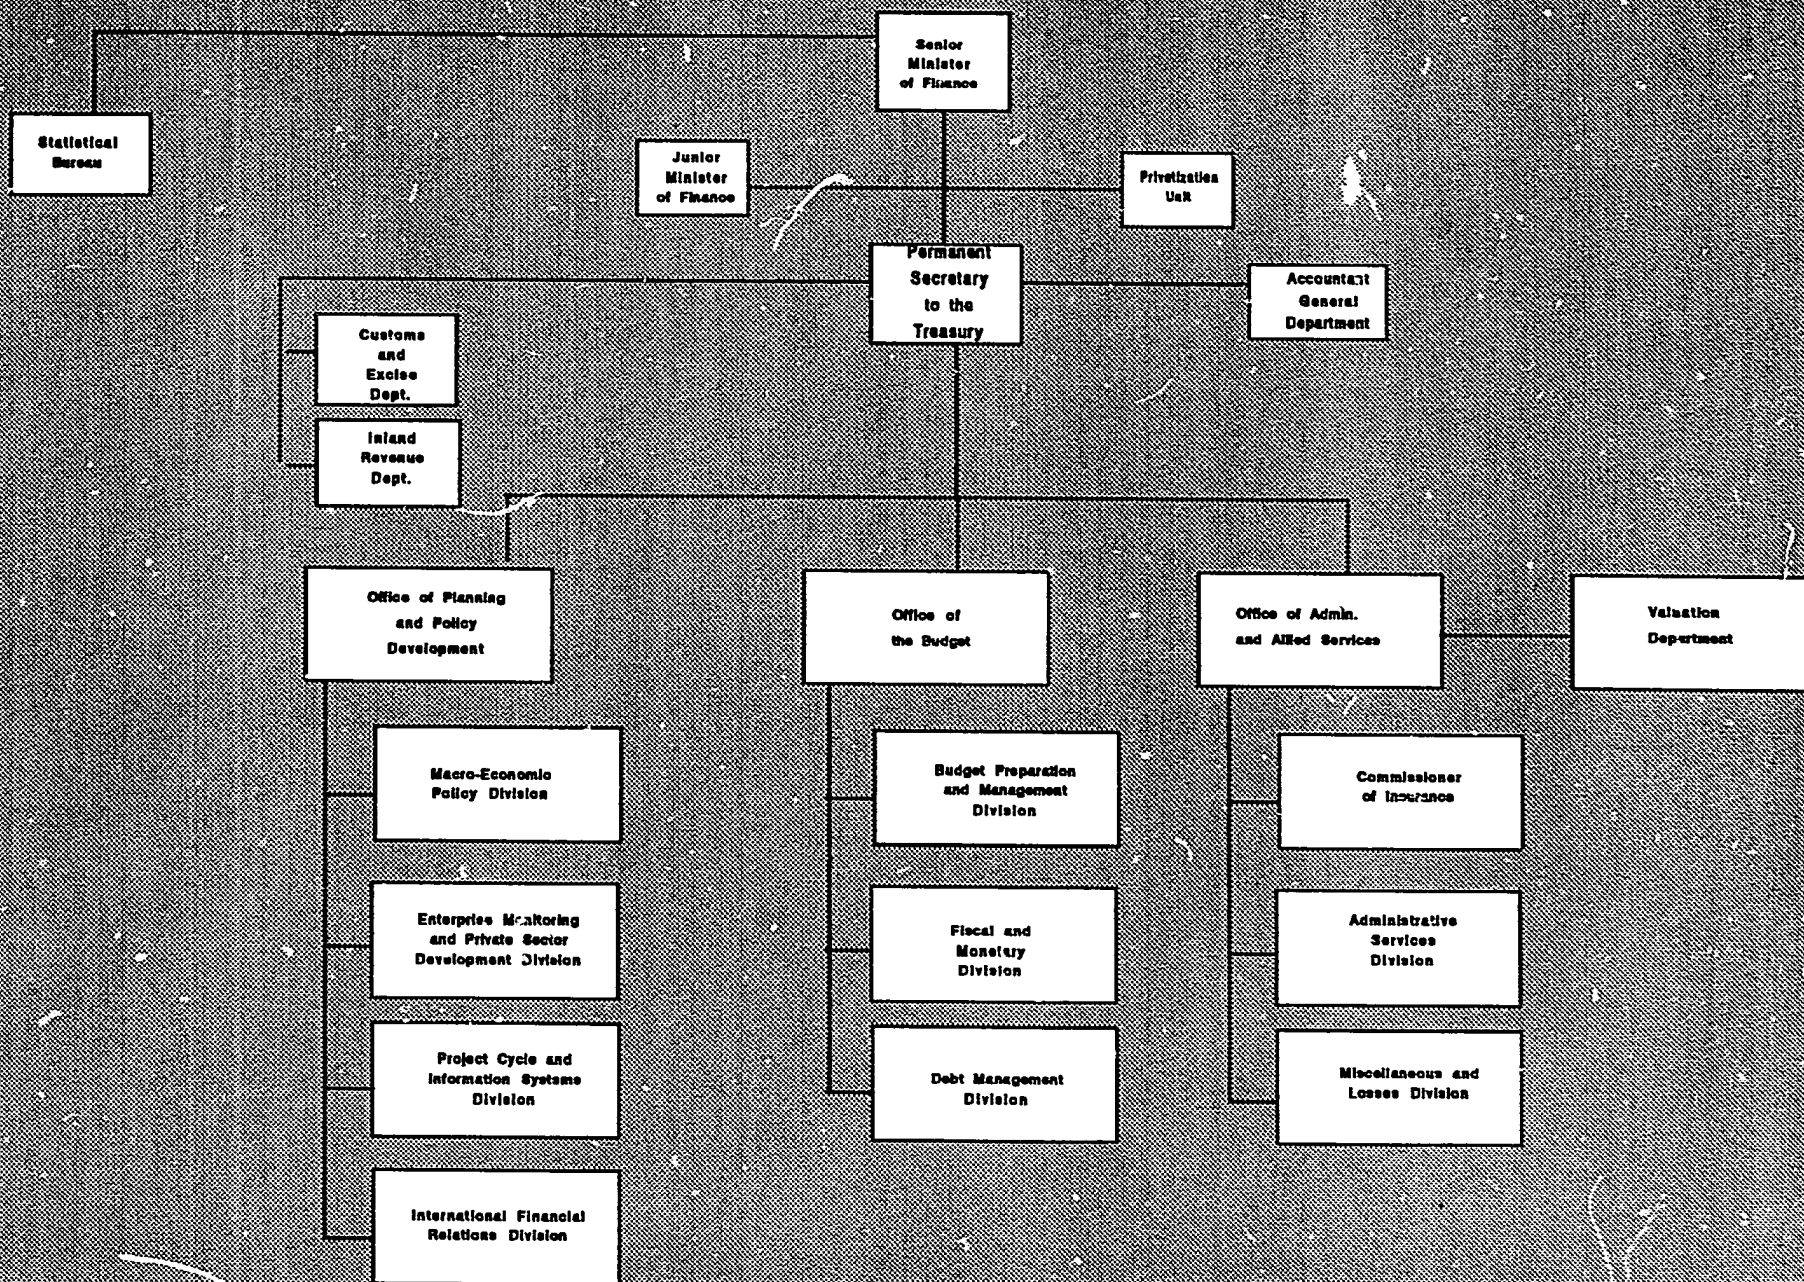 Senior
Minister
of Finance
Statistical
Bureau
Junior
Minister
of Finance
Privatization
Unit
Permanent
Secretary
to the
Treasury
Accountant
General
Department
Customs
and
Excise
Dept.
Inland
Revenue
Dept.
Office of Planning
and Policy
Development
Office of
the Budget
Office of Admin.
and Allied Services
Valuation
Department
Macro-Economic
Policy Division
Budget Preparation
and Management
Division
Commissioner
of Insurance
Enterprise Monitoring
and Private Sector
Development Division
Fiscal and
Monetary
Division
Administrative
Services
Division
Project Cycle and
Information Systems
Division
Debt Management
Division
Miscellaneous and
Losses Division
International Financial
Relations Division